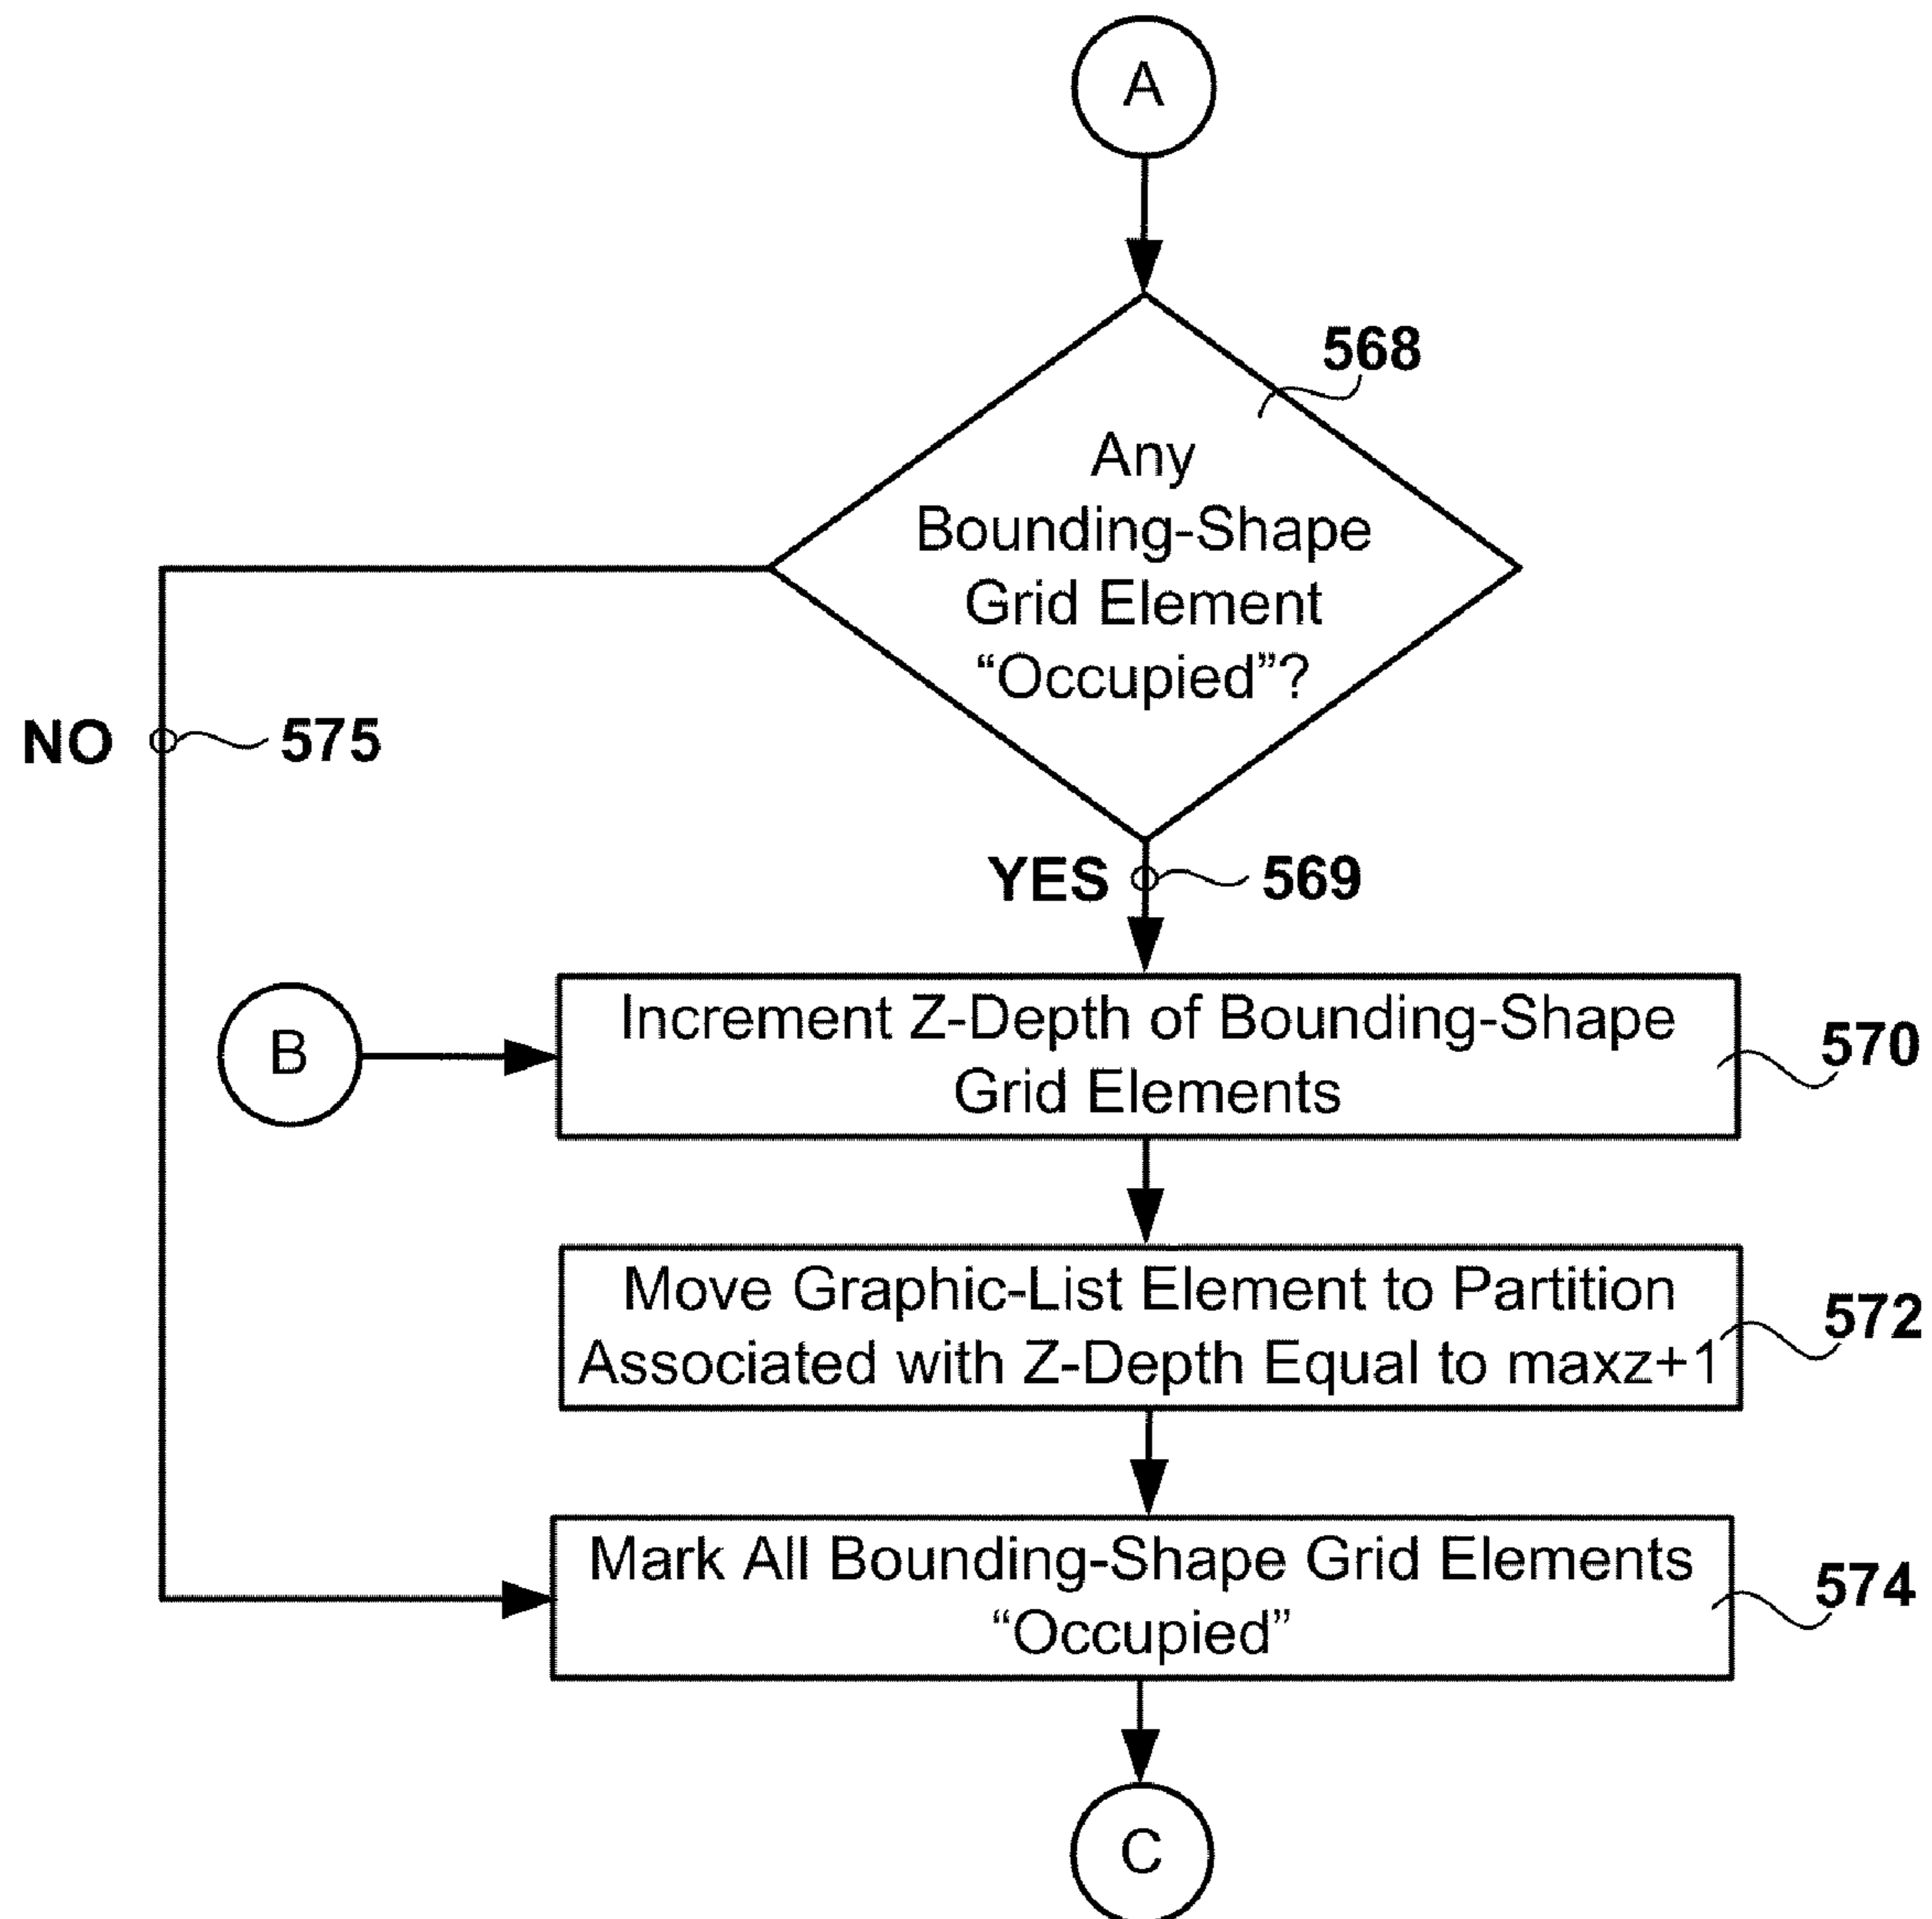 A
568
Any
Bounding-Shape
Grid Element
“Occupied”?
NO
575
YES
569
B
Increment Z-Depth of Bounding-Shape
Grid Elements
570
Move Graphic-List Element to Partition
Associated with Z-Depth Equal to maxz+1
572
Mark All Bounding-Shape Grid Elements
“Occupied”
574
C